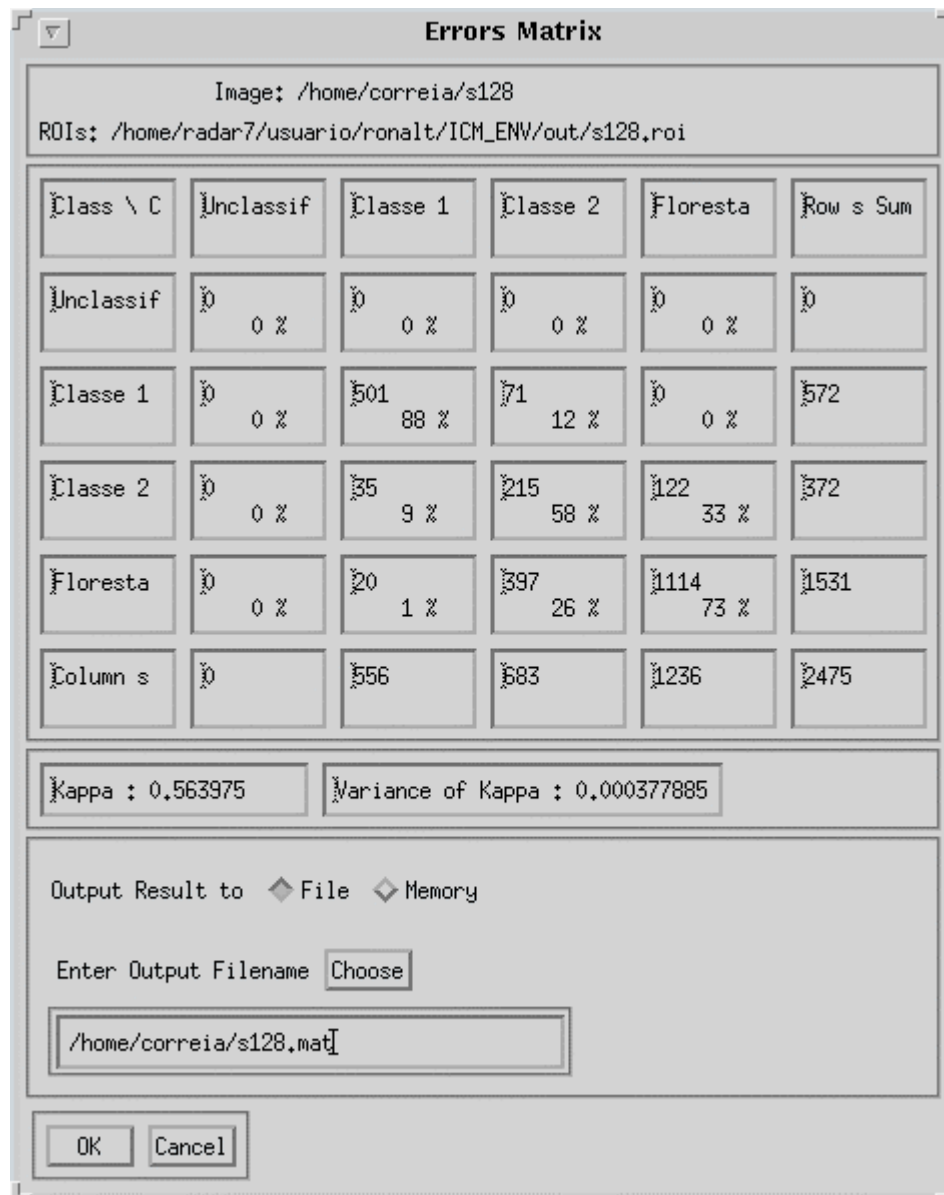 Errors Matrix
Image: /home/correia/s128
ROIs: /home/radar7/usuario/ronalt/ICM_ENV/out/s128.roi
Class \ C Unclassif Classe 1 Classe 2 Floresta Row s Sum
Unclassif 0 0 0 0 0
0 % 0 % 0 % 0 %
Classe 1 0 501 71 0 572
0 % 88 % 12 % 0 %
Classe 2 0 35 215 122 372
0 % 9 % 58 % 33 %
Floresta 0 20 397 1114 1531
0 % 1 % 26 % 73 %
Column s 0 556 683 1236 2475
Kappa : 0.563975 Variance of Kappa : 0.000377885
Output Result to File Memory
Enter Output Filename Choose
/home/correia/s128.mat
OK Cancel